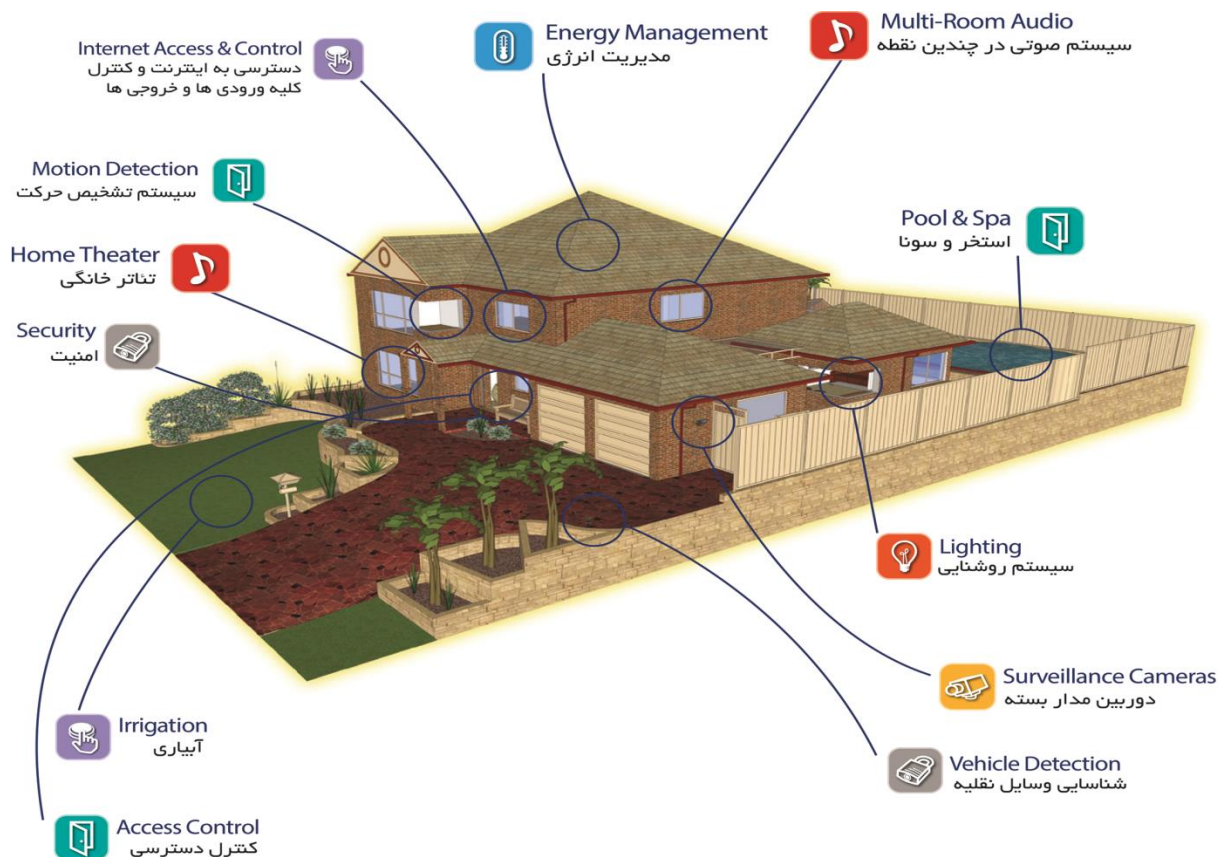 Internet Access & Control
دسترسی به اینترنت و کنترل
کلیه ورودی ها و خروجی ها
Energy Management
مدیریت انرژی
Multi-Room Audio
سیستم صوتی در چندین نقطه
Motion Detection
سیستم تشخیص حرکت
Pool & Spa
استخر و سونا
Home Theater
تئاتر خانگی
Security
امنیت
Lighting
سیستم روشنایی
Surveillance Cameras
دوربین مدار بسته
Irrigation
آبیاری
Vehicle Detection
شناسایی وسایل نقلیه
Access Control
کنترل دسترسی